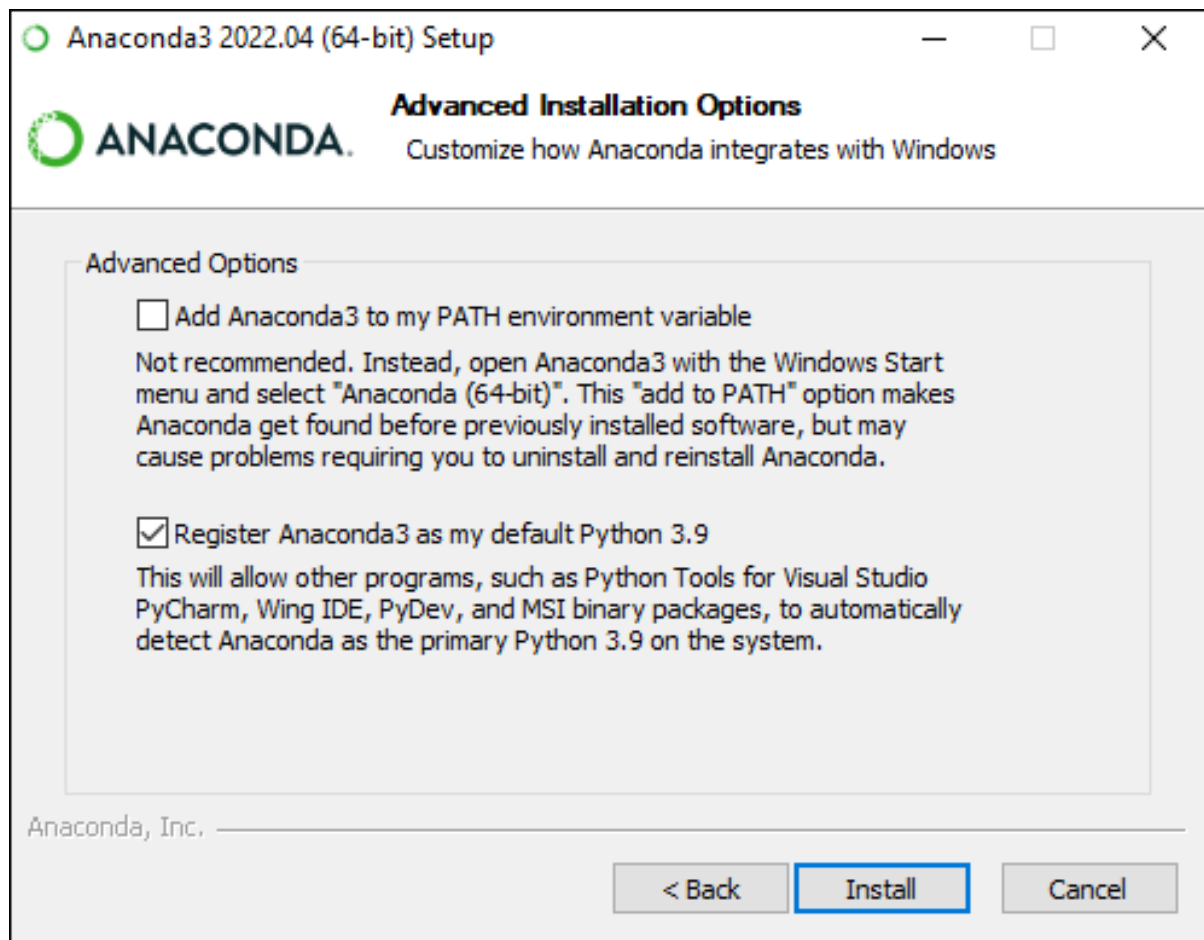 Anaconda3 2022.04 (64-bit) Setup
ANACONDA.
Advanced Installation Options
Customize how Anaconda integrates with Windows
Advanced Options
Add Anaconda3 to my PATH environment variable
Not recommended. Instead, open Anaconda3 with the Windows Start
menu and select "Anaconda (64-bit)". This "add to PATH" option makes
Anaconda get found before previously installed software, but may
cause problems requiring you to uninstall and reinstall Anaconda.
Register Anaconda3 as my default Python 3.9
This will allow other programs, such as Python Tools for Visual Studio
PyCharm, Wing IDE, PyDev, and MSI binary packages, to automatically
detect Anaconda as the primary Python 3.9 on the system.
Anaconda, Inc.
< Back Install Cancel